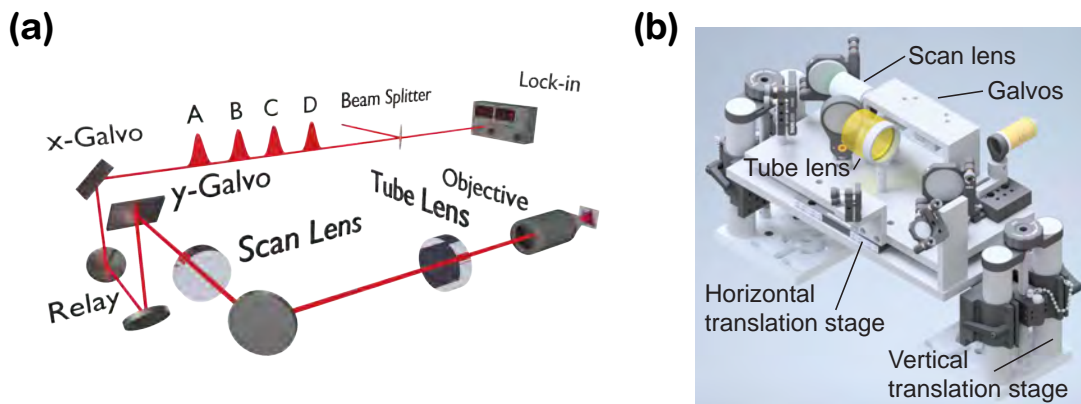 (a)
A
B
C
D
Beam Splitter
Lock-in
x-Galvo
y-Galvo
Scan Lens
Tube Lens
Objective
Relay
(b)
Scan lens
Galvos
Tube lens
Horizontal
translation stage
Vertical
translation stage